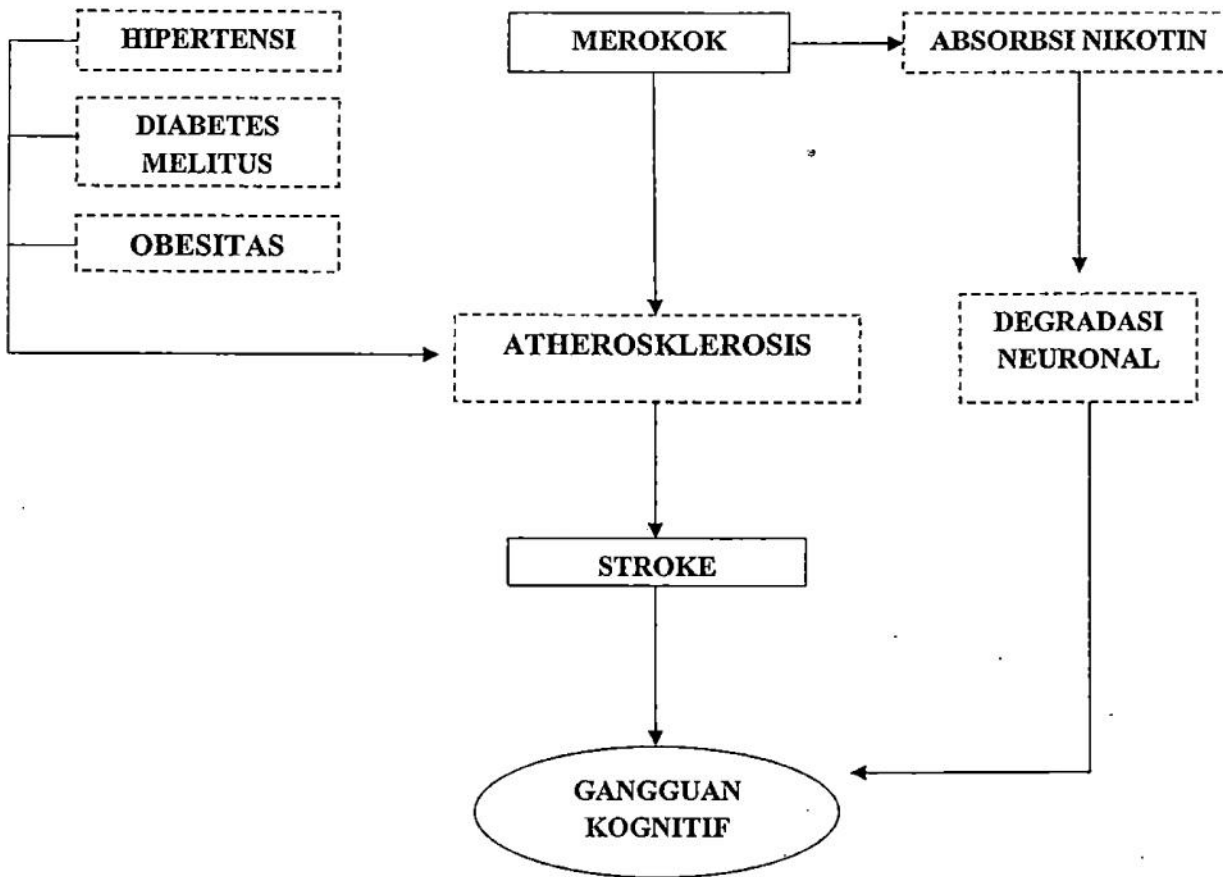 HIPERTENSI
MEROKOK
ABSORBSI NIKOTIN
DIABETES
MELITUS
OBESITAS
ATHEROSKLEROSIS
DEGRADASI
NEURONAL
STROKE
GANGGUAN
KOGNITIF